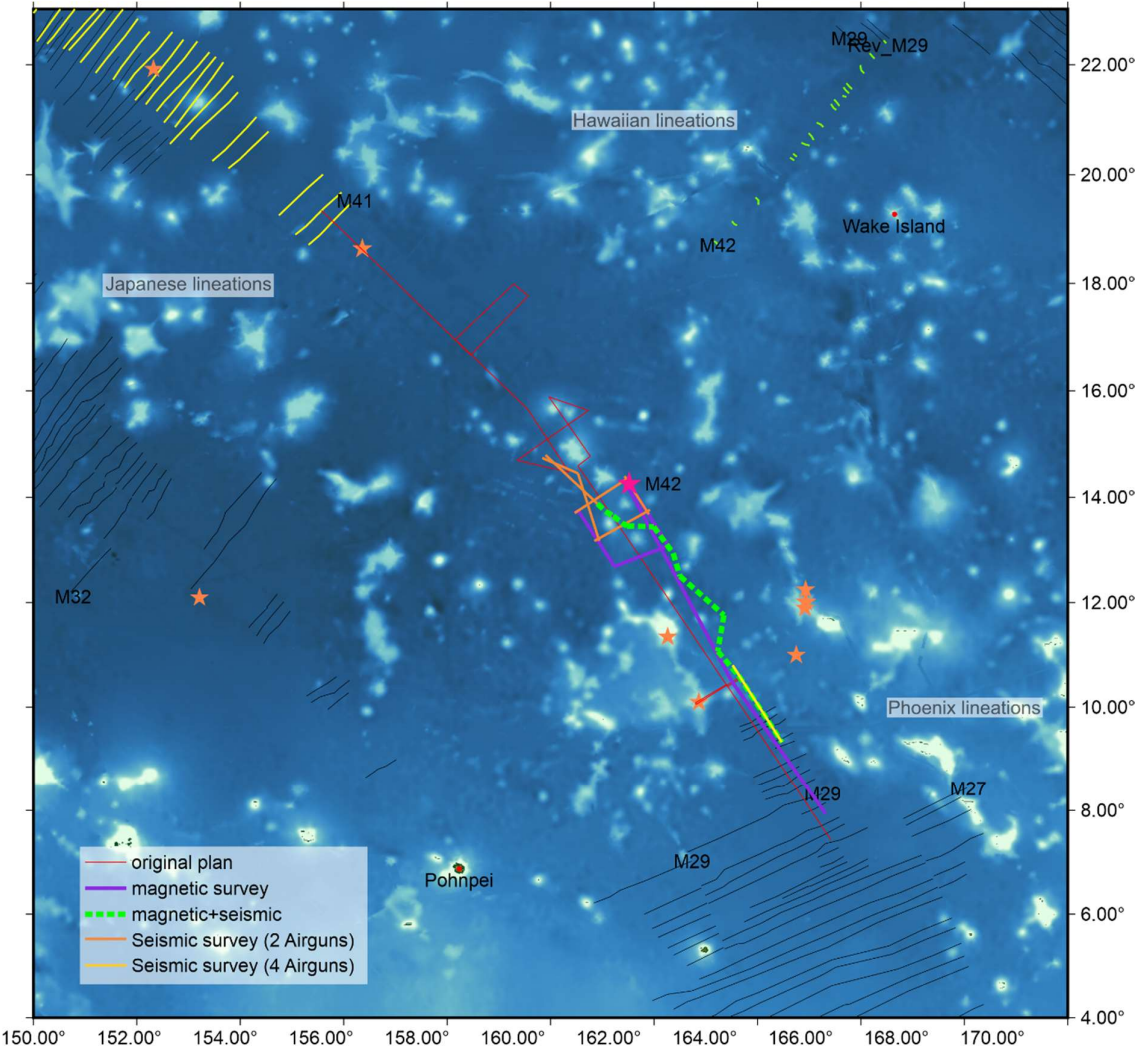 M29
Rev_M29
22.00°
Hawaiian lineations
20.00°
M41
Wake Island
M42
Japanese lineations
18.00°
16.00°
M42
14.00°
M32
12.00°
Phoenix lineations
10.00°
M29
M27
8.00°
M29
Pohnpei
original plan
magnetic survey
magnetic+seismic
Seismic survey (2 Airguns)
Seismic survey (4 Airguns)
6.00°
4.00°
150.00° 152.00° 154.00° 156.00° 158.00° 160.00° 162.00° 164.00° 166.00° 168.00° 170.00°